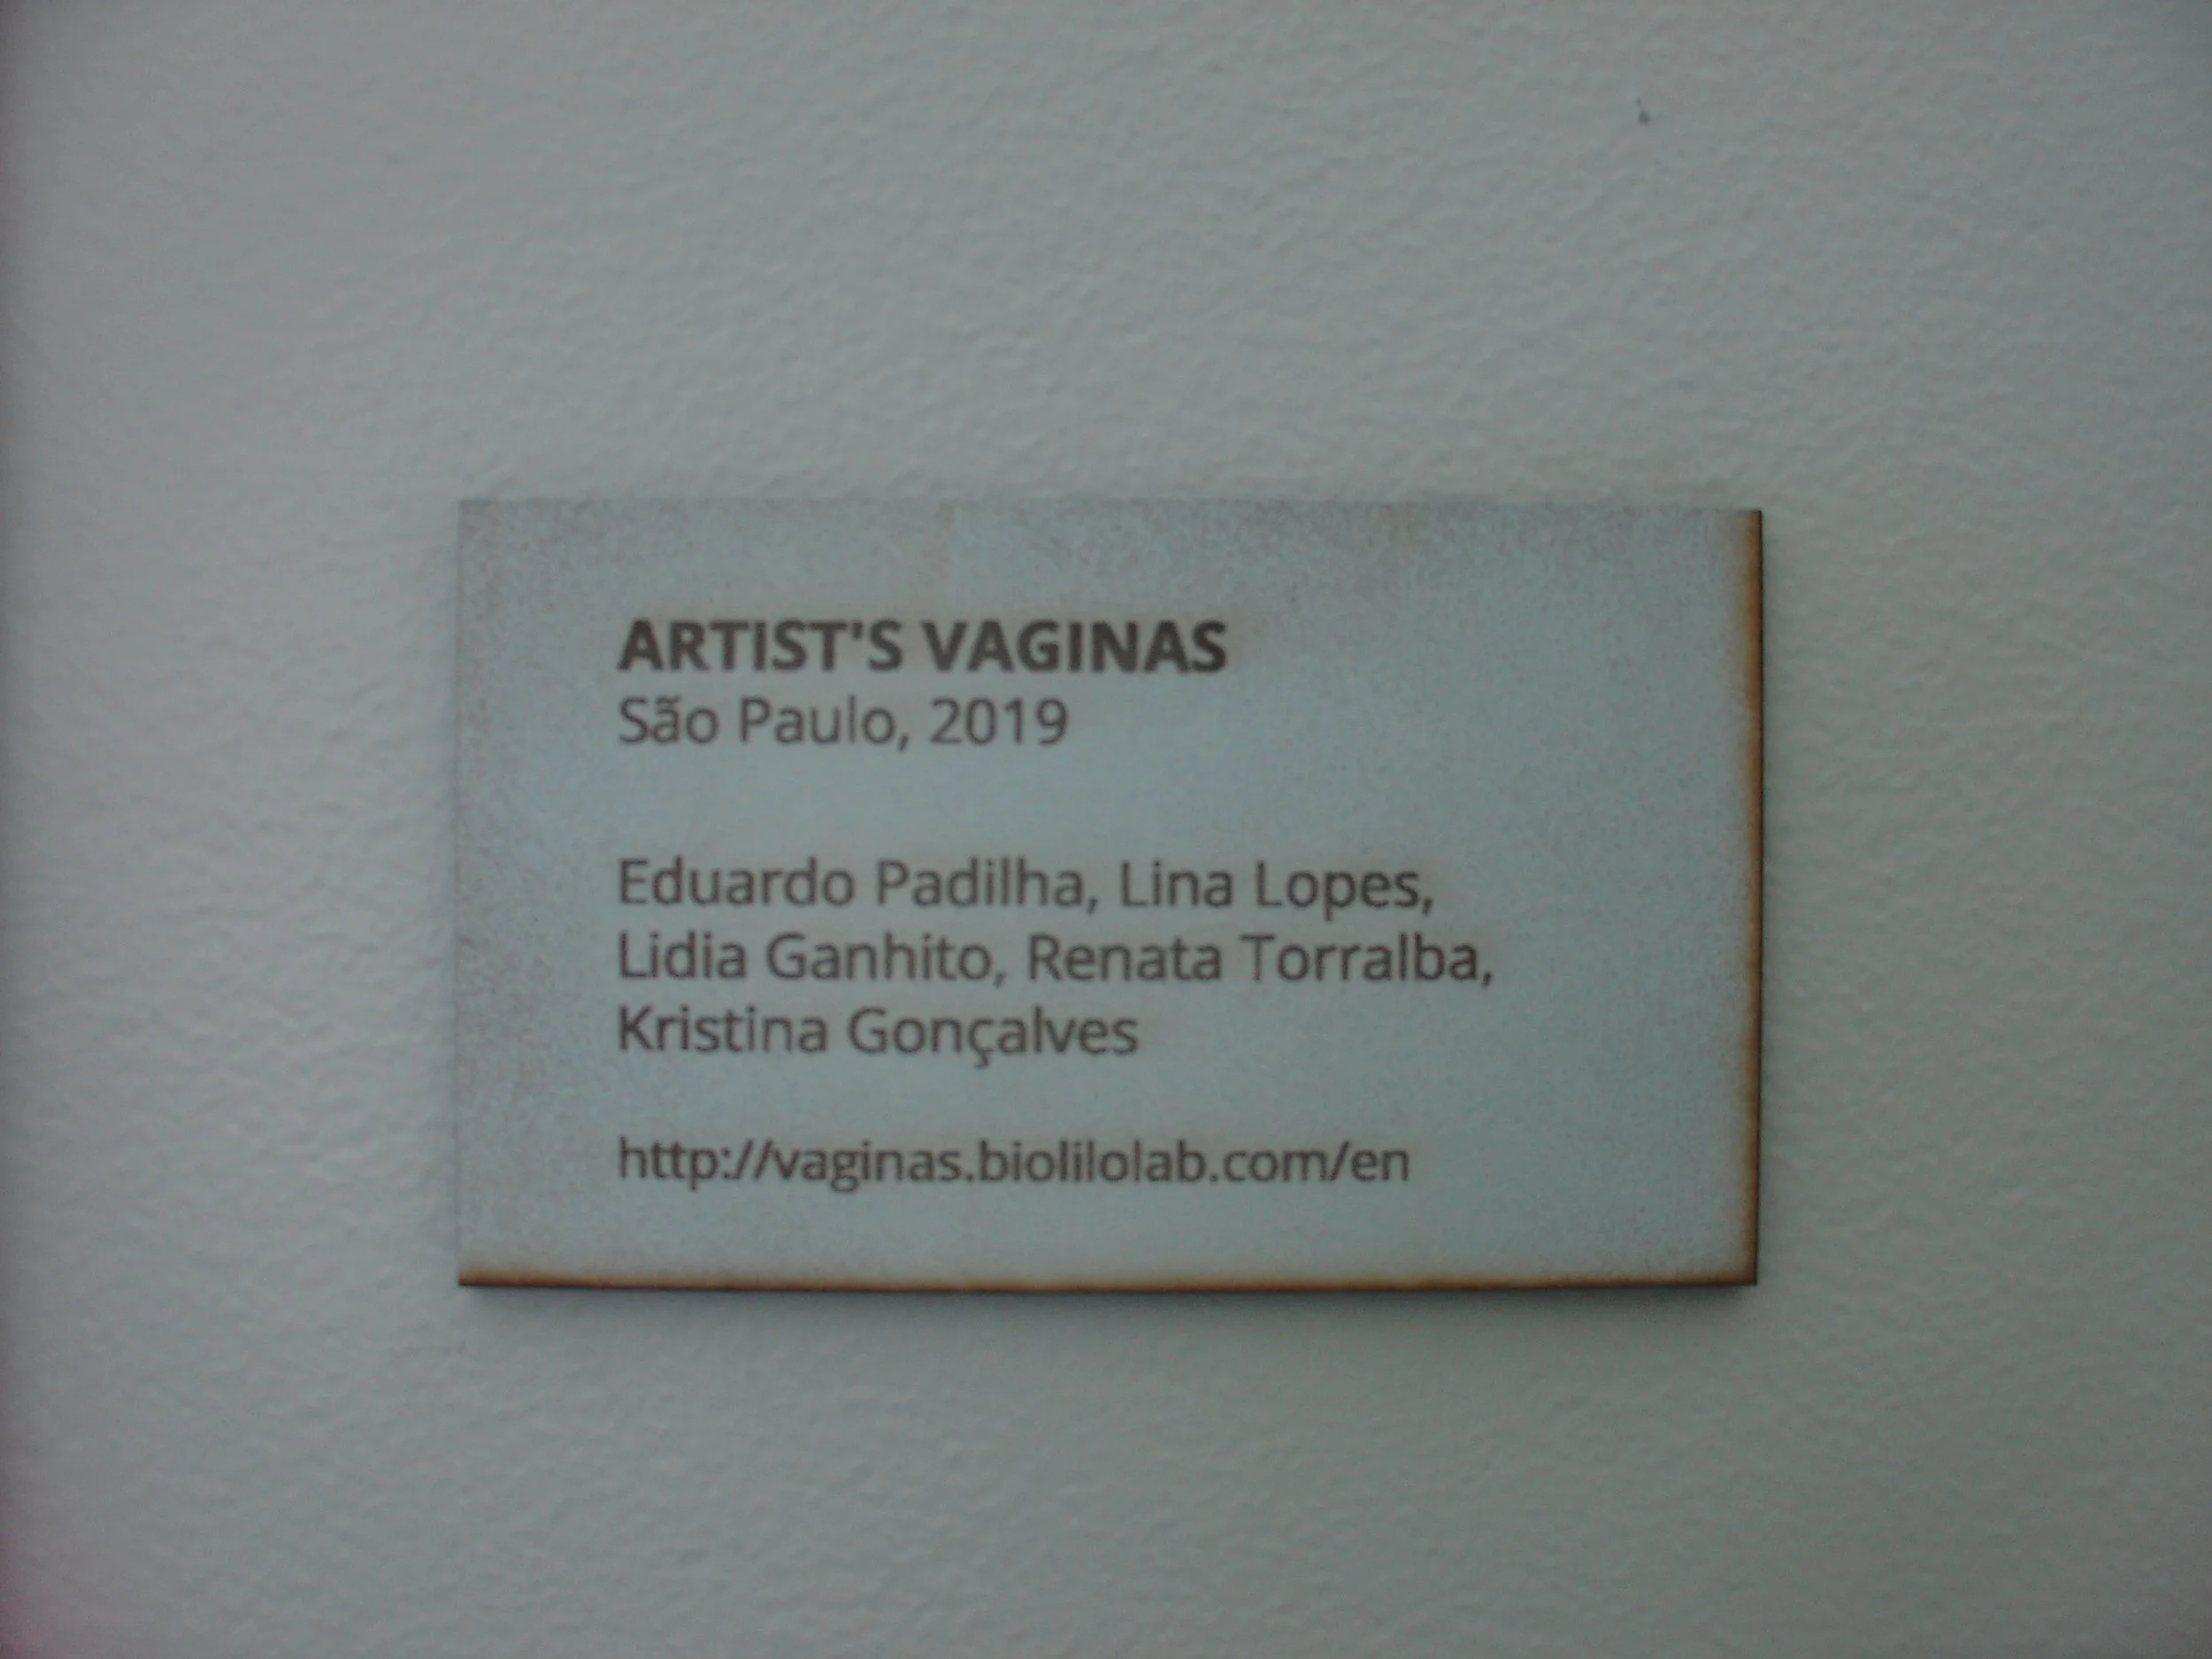 ARTIST'S VAGINAS
São Paulo, 2019
Eduardo Padilha, Lina Lopes,
Lidia Ganhito, Renata Torralba,
Kristina Gonçalves
http://vaginas.biolilolab.com/en